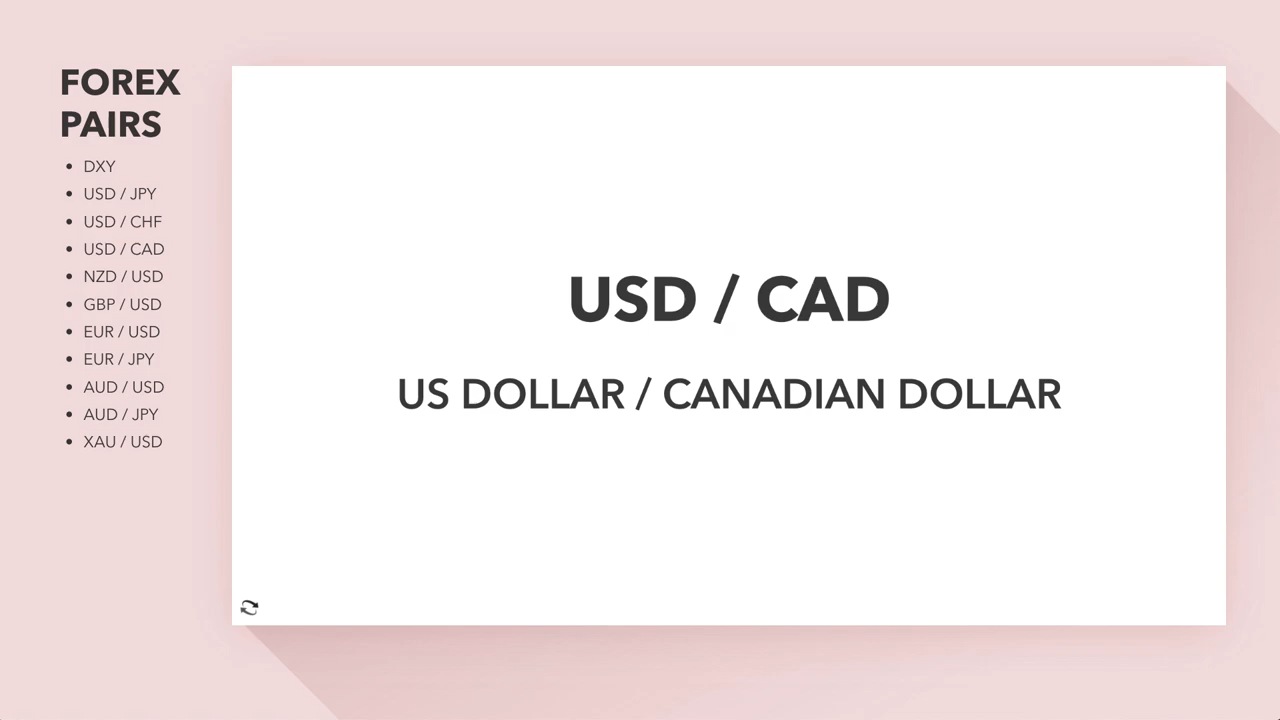 FOREX
PAIRS
• DXY
• USD / JPY
• USD / CHF
• USD / CAD
• NZD / USD
• GBP / USD
• EUR / USD
• EUR / JPY
• AUD / USD
• AUD / JPY
• XAU / USD
USD / CAD
US DOLLAR / CANADIAN DOLLAR